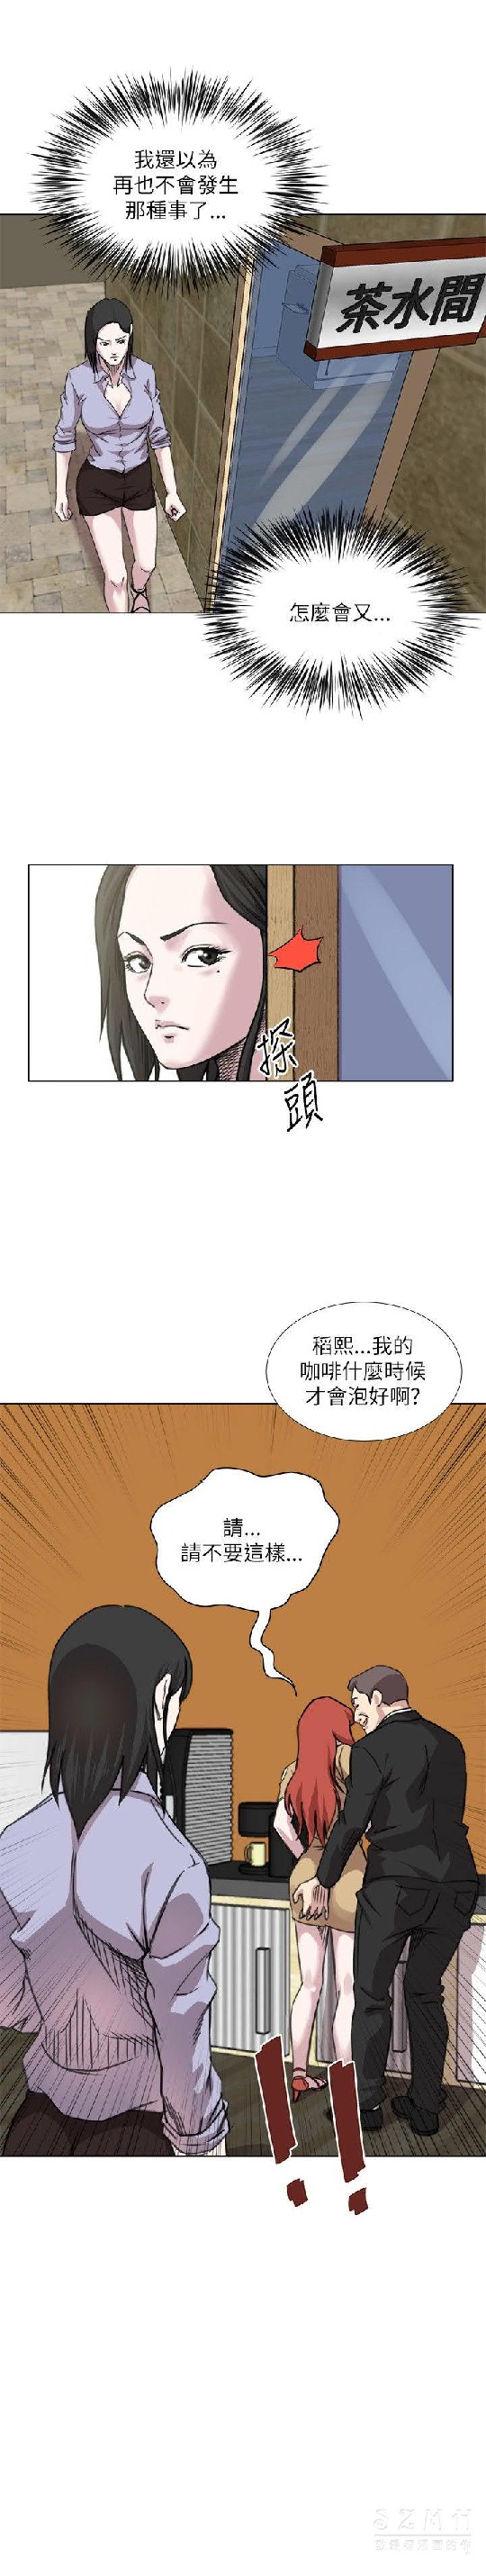 我還以為
再也不會發生
那種事了...
茶水間
怎麼會又...
探頭
稻熙...我的
咖啡什麼時候
才會泡好啊?
請...
請不要這樣...
!!
SZMH